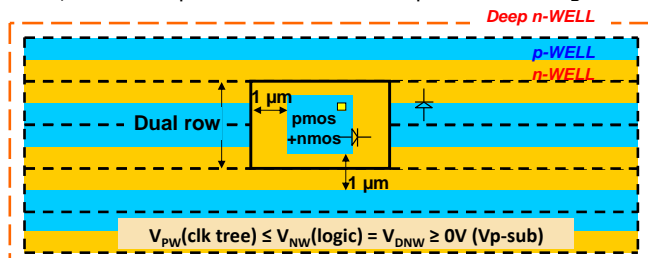 Deep n-WELL
p-WELL
n-WELL
1 µm
Dual row
pmos
+nmos
1 µm
V_PW(clk tree) ≤ V_NW(logic) = V_DNW ≥ 0V (Vp-sub)